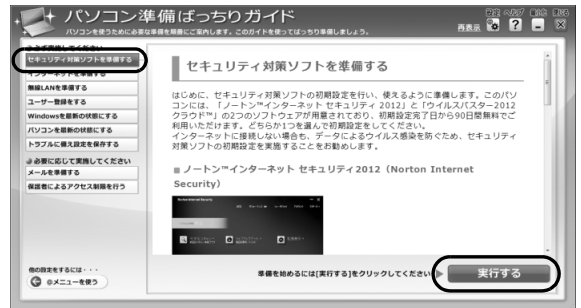 パソコン準備ばっちりガイド
パソコンを使うために必要な準備を順番にご案内します。このガイドを使ってばっちり準備しましょう。
再表示
設定 ヘルプ 最小化 閉じる
必ず実施してください
セキュリティ対策ソフトを準備する
インターネットを準備する
無線LANを準備する
ユーザー登録をする
Windowsを最新の状態にする
パソコンを最新の状態にする
トラブルに備え設定を保存する
必要に応じて実施してください
メールを準備する
保護者によるアクセス制限を行う
他の設定をするには・・・
@メニューを使う
セキュリティ対策ソフトを準備する
はじめに、セキュリティ対策ソフトの初期設定を行い、使えるように準備します。このパソ
コンには、「ノートン™インターネット セキュリティ 2012」と「ウイルスバスター2012
クラウド™」の2つのソフトウェアが用意されており、初期設定完了日から90日間無料でご
利用いただけます。どちらか1つを選んで初期設定をしてください。
インターネットに接続しない場合も、データによるウイルス感染を防ぐため、セキュリティ
対策ソフトの初期設定を実施することをお勧めします。
■ ノートン™インターネット セキュリティ2012（Norton Internet
Security）
準備を始めるには[実行する]をクリックしてください
実行する